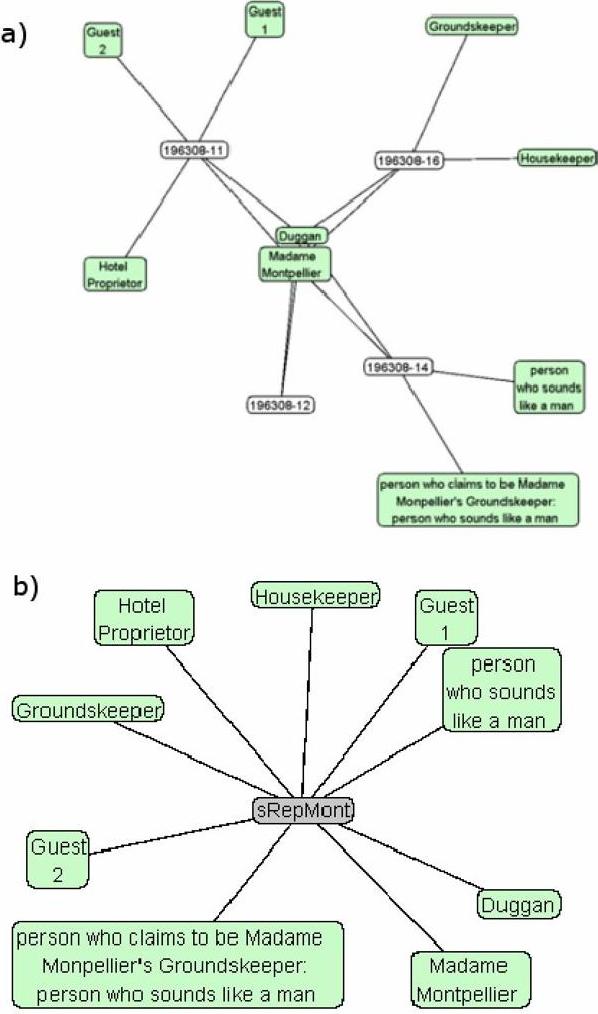 a)
Guest
2
Guest
1
Groundskeeper
196308-11
196308-16
Housekeeper
Duggan
Madame
Montpellier
Hotel
Proprietor
196308-14
person
who sounds
like a man
196308-12
person who claims to be Madame
Monpellier's Groundskeeper:
person who sounds like a man
b)
Hotel
Proprietor
Housekeeper
Guest
1
person
who sounds
like a man
Groundskeeper
sRepMont
Guest
2
Duggan
person who claims to be Madame
Monpellier's Groundskeeper:
person who sounds like a man
Madame
Montpellier